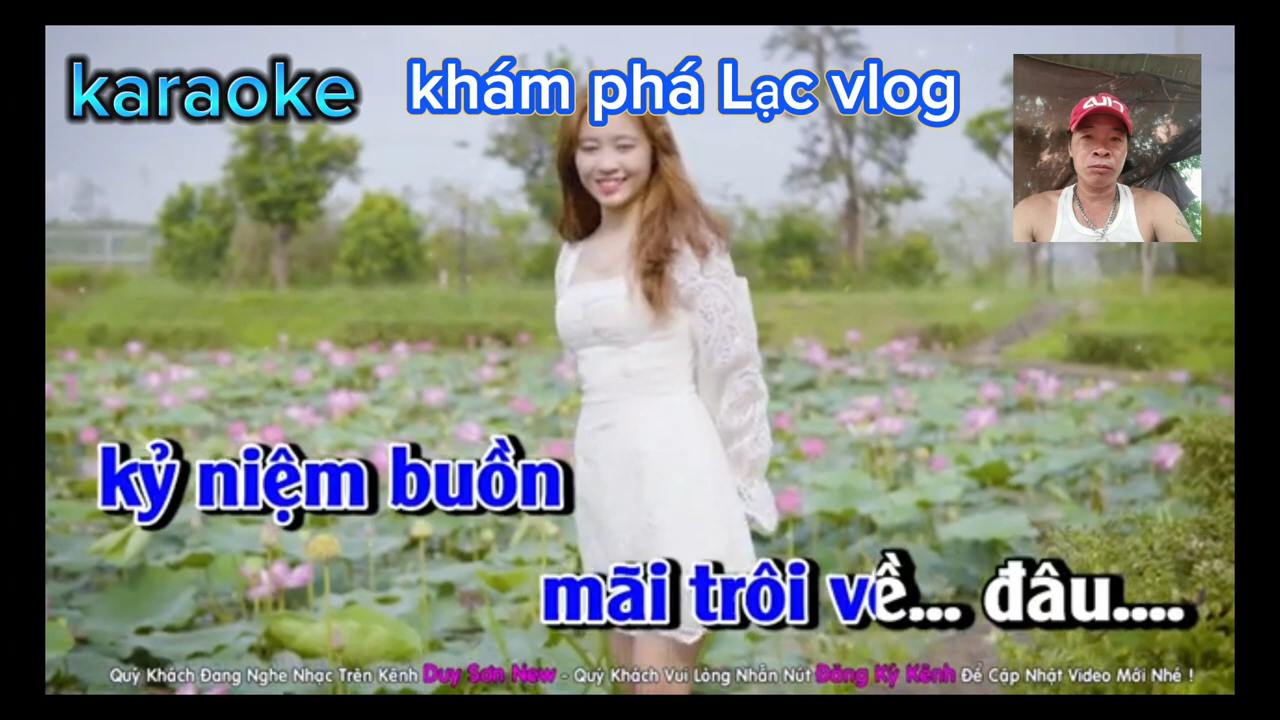 karaoke khám phá Lạc vlog
kỷ niệm buồn
mãi trôi về... đâu....
Quý Khách Đang Nghe Nhạc Trên Kênh Duy Sơn New - Quý Khách Vui Lòng Nhấn Nút Đăng Ký Kênh Để Cập Nhật Video Mới Nhé !